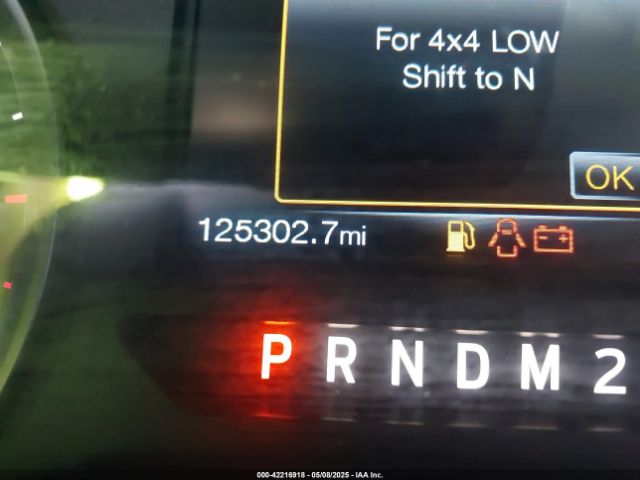 For 4x4 LOW
Shift to N
OK
125302.7mi
P R N D M 2
000-42216918 - 05/08/2025 - IAA Inc.